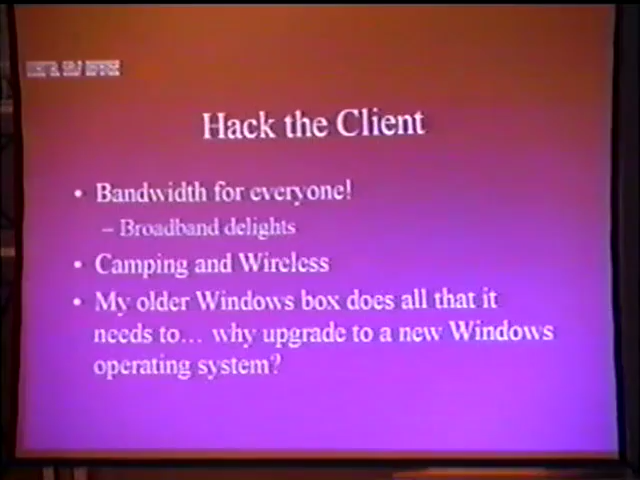 Hack the Client
• Bandwidth for everyone!
– Broadband delights
• Camping and Wireless
• My older Windows box does all that it
needs to... why upgrade to a new Windows
operating system?